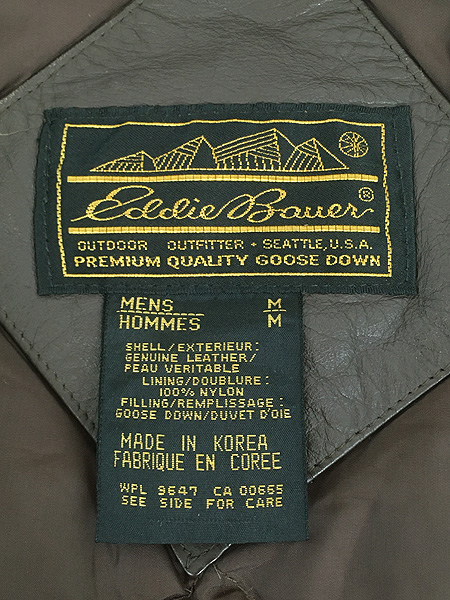 Eddie Bauer®
OUTDOOR OUTFITTER • SEATTLE, U.S.A.
PREMIUM QUALITY GOOSE DOWN
MENS M
HOMMES M
SHELL/EXTERIEUR:
GENUINE LEATHER/
PEAU VERITABLE
LINING/DOUBLURE:
100% NYLON
FILLING/REMPLISSAGE:
GOOSE DOWN/DUVET D'OIE
MADE IN KOREA
FABRIQUE EN COREE
WPL 9647 CA 00665
SEE SIDE FOR CARE